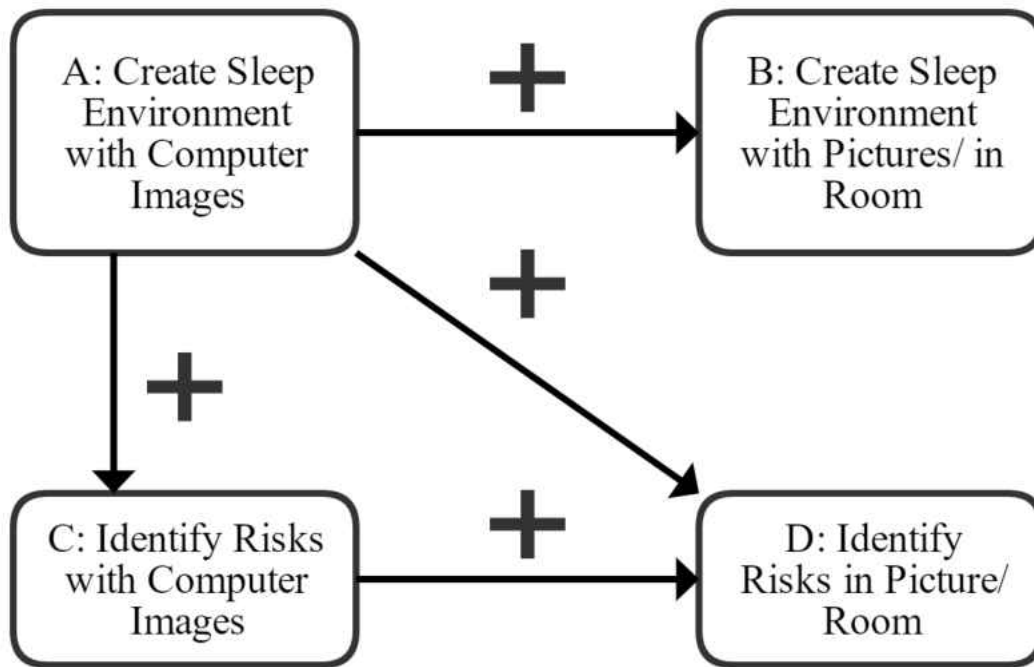 A: Create Sleep
Environment
with Computer
Images
B: Create Sleep
Environment
with Pictures/ in
Room
C: Identify Risks
with Computer
Images
D: Identify
Risks in Picture/
Room